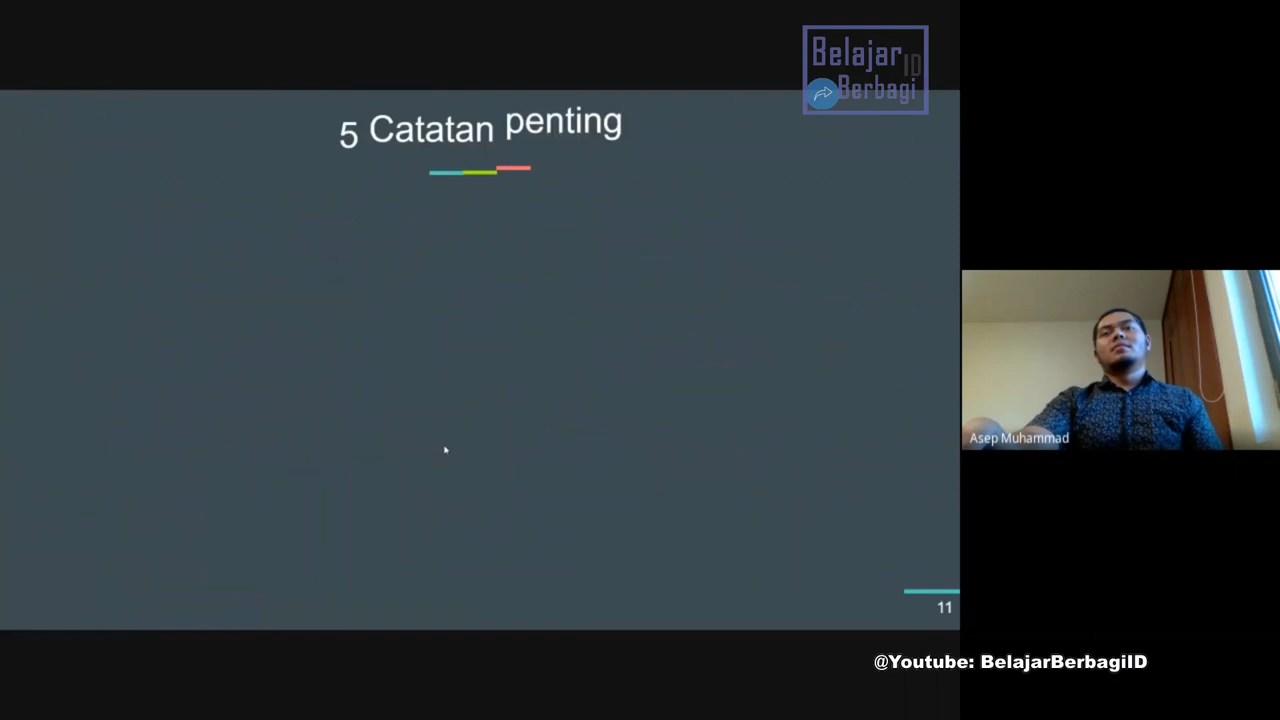 Belajar
ID
Berbagi
5 Catatan penting
Asep Muhammad
11
@Youtube: BelajarBerbagiID